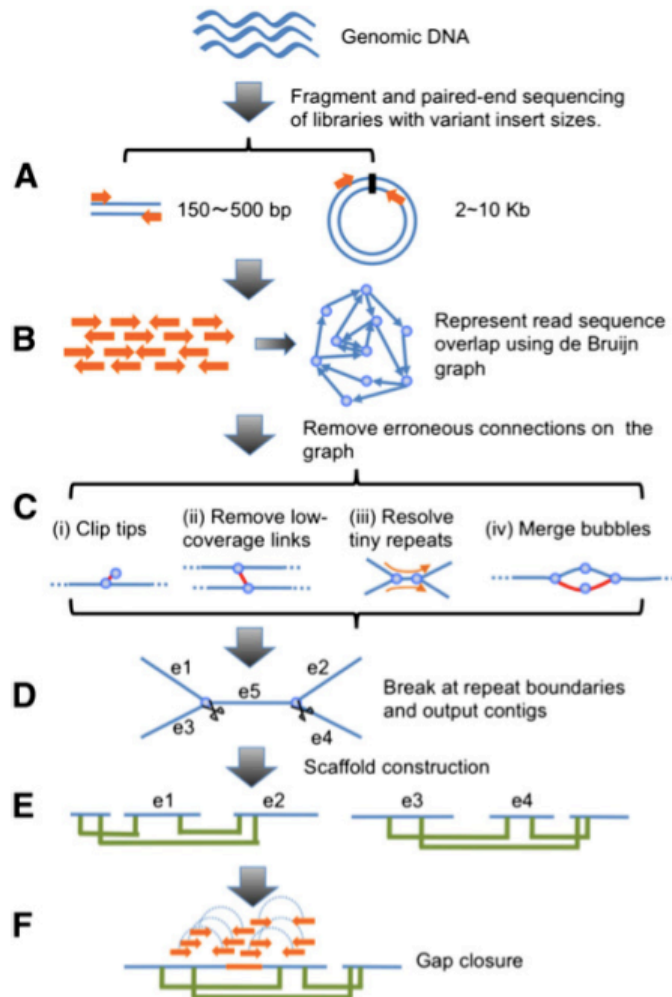 Genomic DNA
Fragment and paired-end sequencing
of libraries with variant insert sizes.
A
150~500 bp
2~10 Kb
B
Represent read sequence
overlap using de Bruijn
graph
Remove erroneous connections on the
graph
C
(i) Clip tips
(ii) Remove low-
coverage links
(iii) Resolve
tiny repeats
(iv) Merge bubbles
D
e1
e2
e5
e3
e4
Break at repeat boundaries
and output contigs
Scaffold construction
E
e1
e2
e3
e4
F
Gap closure